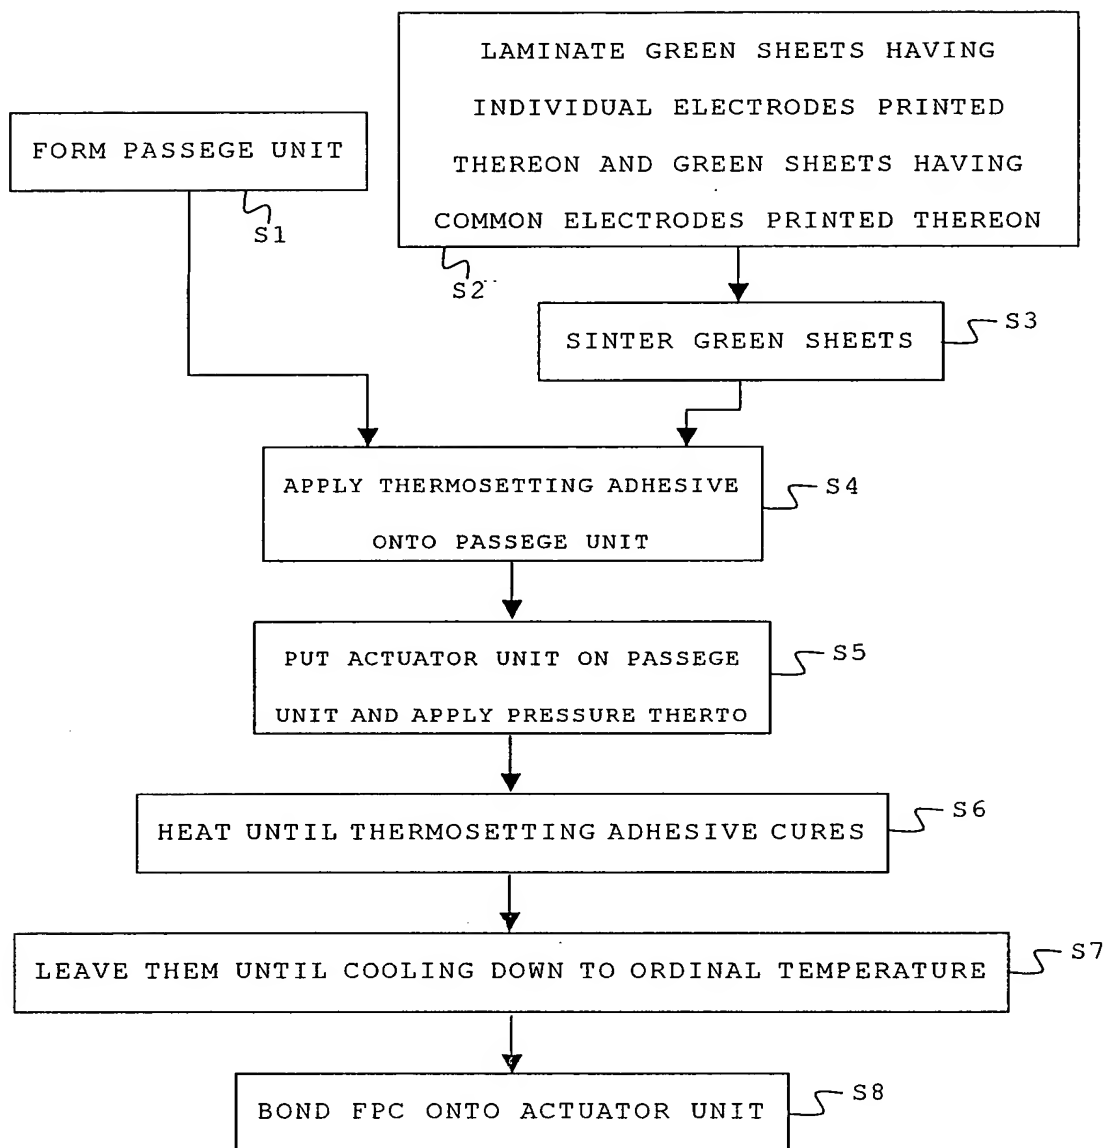 FORM PASSEGE UNIT
S1
LAMINATE GREEN SHEETS HAVING
INDIVIDUAL ELECTRODES PRINTED
THEREON AND GREEN SHEETS HAVING
COMMON ELECTRODES PRINTED THEREON
S2
SINTER GREEN SHEETS
S3
APPLY THERMOSETTING ADHESIVE
ONTO PASSEGE UNIT
S4
PUT ACTUATOR UNIT ON PASSEGE
UNIT AND APPLY PRESSURE THERTO
S5
HEAT UNTIL THERMOSETTING ADHESIVE CURES
S6
LEAVE THEM UNTIL COOLING DOWN TO ORDINAL TEMPERATURE
S7
BOND FPC ONTO ACTUATOR UNIT
S8